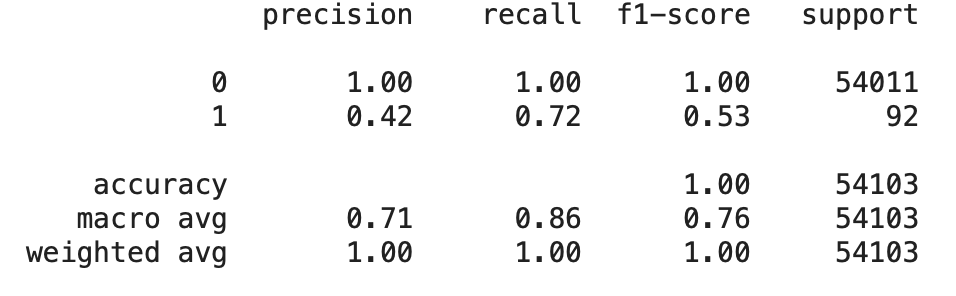 precision recall f1-score support
0 1.00 1.00 1.00 54011
1 0.42 0.72 0.53 92
accuracy 1.00 54103
macro avg 0.71 0.86 0.76 54103
weighted avg 1.00 1.00 1.00 54103